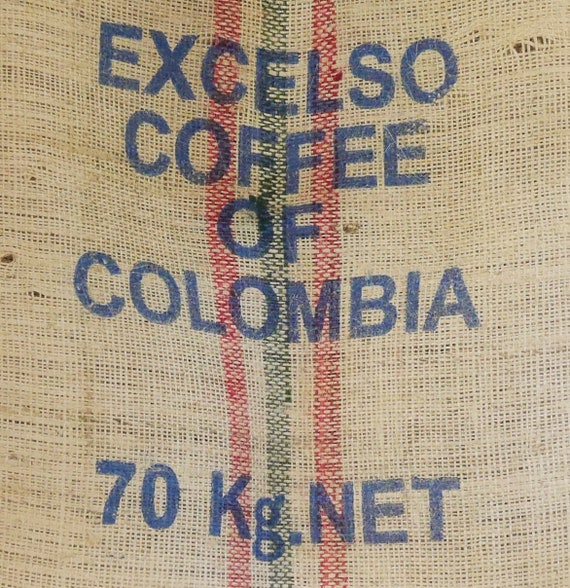 EXCELSO
COFFEE
OF
COLOMBIA
70 Kg.NET